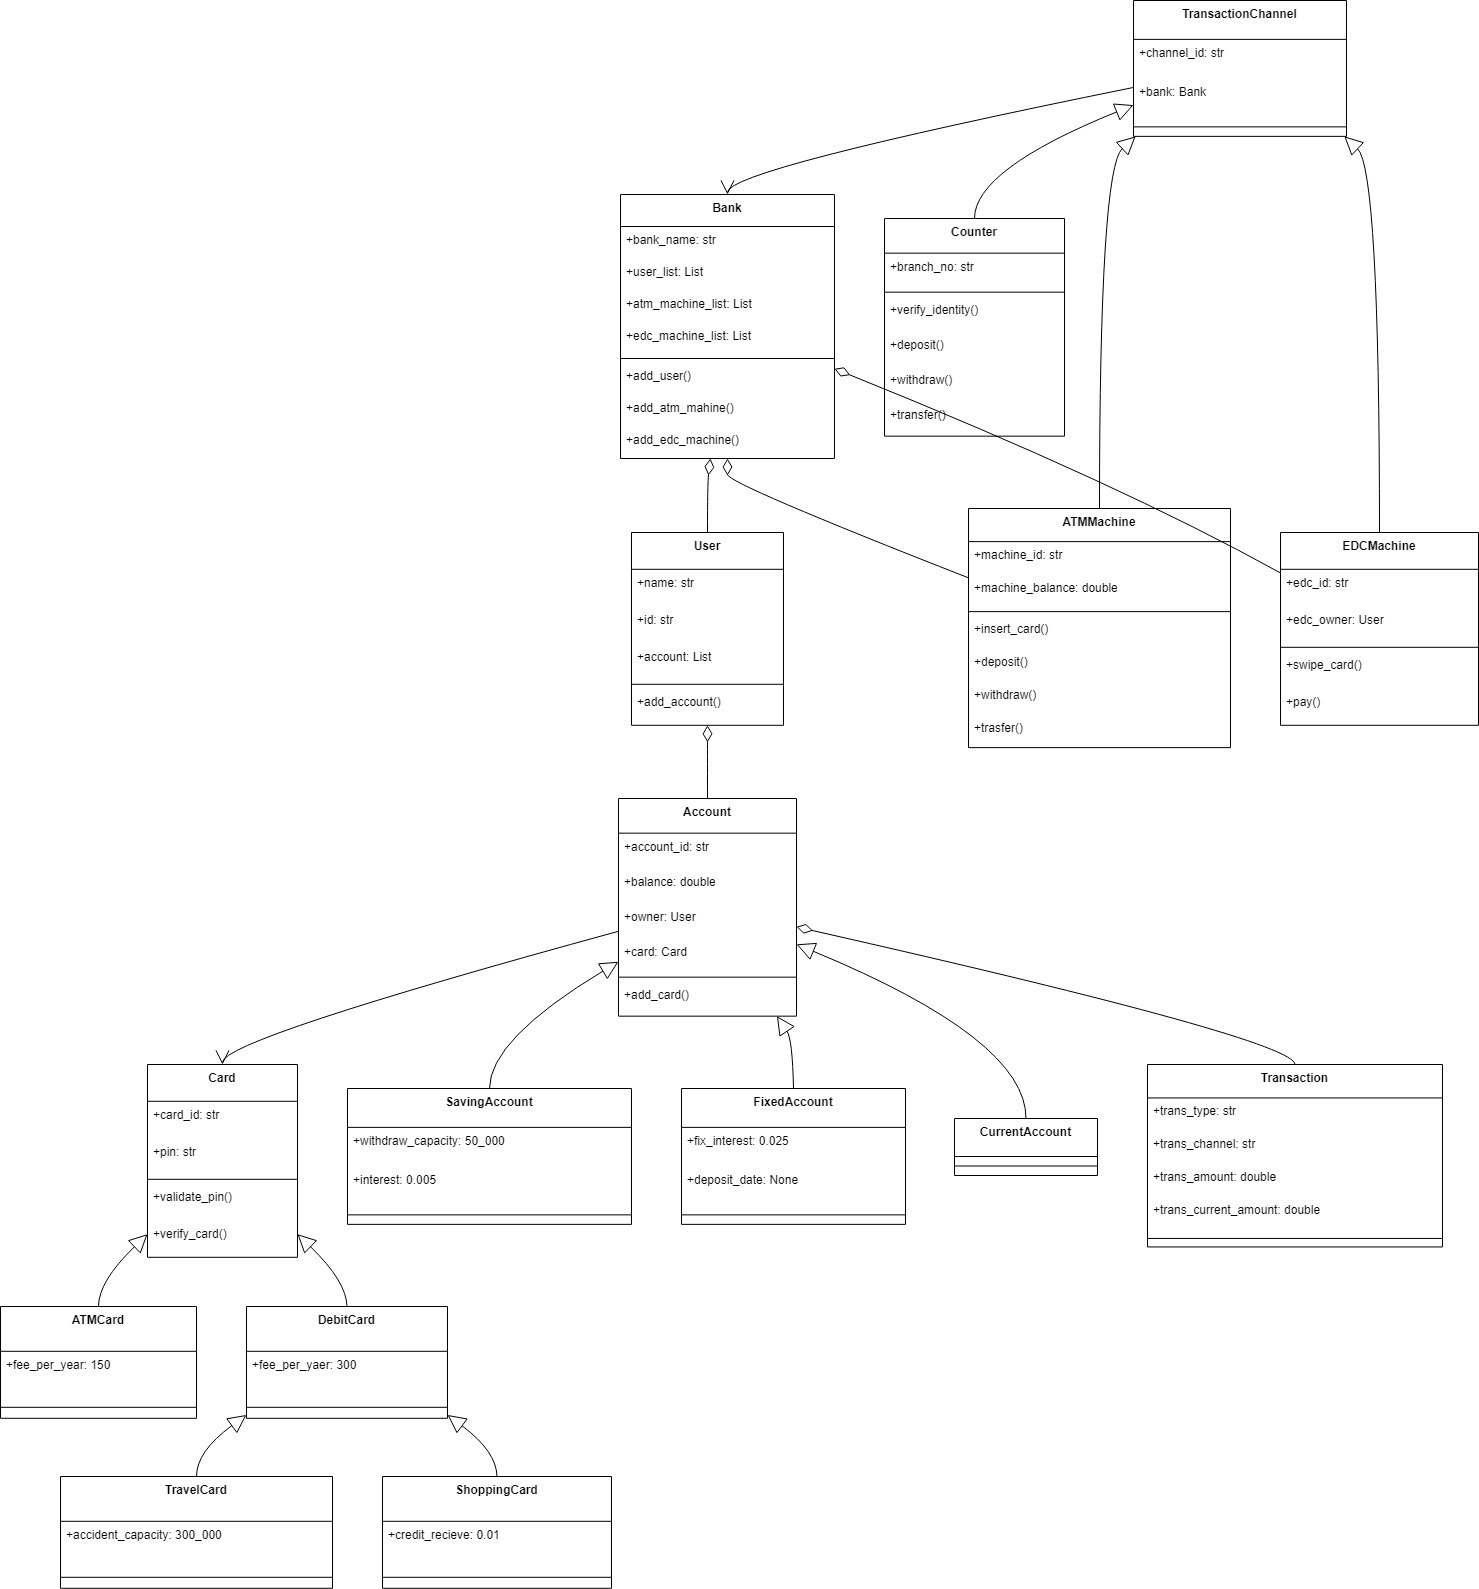 TransactionChannel
+channel_id: str
+bank: Bank
Bank
+bank_name: str
+user_list: List
+atm_machine_list: List
+edc_machine_list: List
+add_user()
+add_atm_mahine()
+add_edc_machine()
Counter
+branch_no: str
+verify_identity()
+deposit()
+withdraw()
+transfer()
User
+name: str
+id: str
+account: List
+add_account()
ATMMachine
+machine_id: str
+machine_balance: double
+insert_card()
+deposit()
+withdraw()
+trasfer()
EDCMachine
+edc_id: str
+edc_owner: User
+swipe_card()
+pay()
Account
+account_id: str
+balance: double
+owner: User
+card: Card
+add_card()
Card
+card_id: str
+pin: str
+validate_pin()
+verify_card()
SavingAccount
+withdraw_capacity: 50_000
+interest: 0.005
FixedAccount
+fix_interest: 0.025
+deposit_date: None
CurrentAccount
Transaction
+trans_type: str
+trans_channel: str
+trans_amount: double
+trans_current_amount: double
ATMCard
+fee_per_year: 150
DebitCard
+fee_per_yaer: 300
TravelCard
+accident_capacity: 300_000
ShoppingCard
+credit_recieve: 0.01